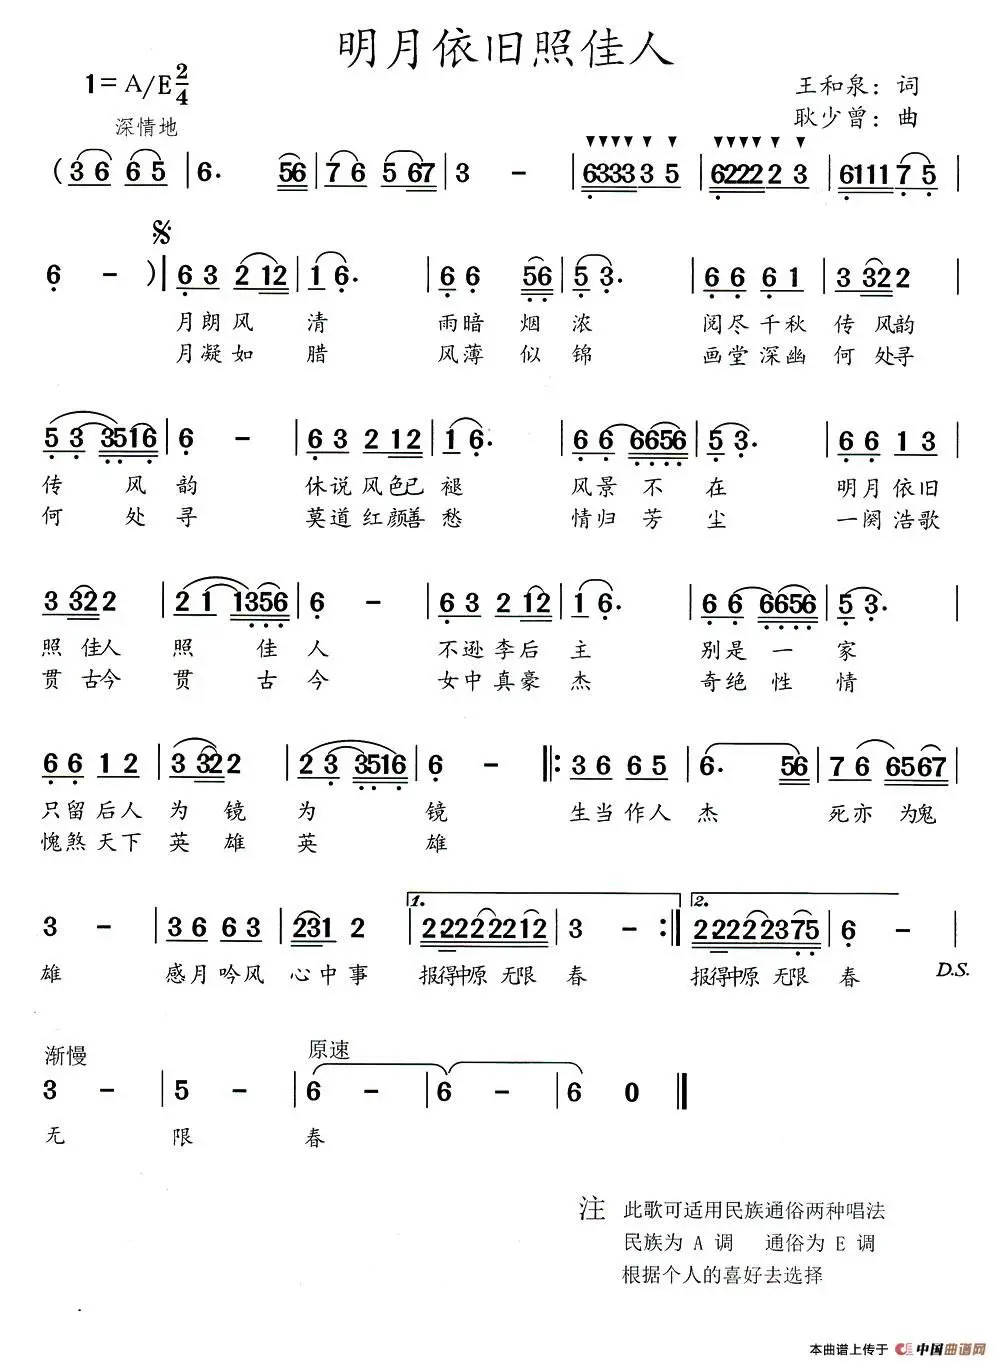 明月依旧照佳人
1= A/E 2/4
王和泉：词
深情地
耿少曾：曲
(3 6 6 5 | 6. 56 | 7 6 5 67 | 3 - | 6333 3 5 | 6222 2 3 | 6111 7 5 |
6 - ) | 6 3 2 12 | 1 6. | 6 6 56 | 5 3. | 6 6 6 1 | 3 32 2 |
月朗风 清 雨暗 烟 浓 阅尽千秋 传 风韵
月凝如 腊 风薄 似 锦 画堂深幽 何 处寻
5 3 3516 | 6 - | 6 3 2 12 | 1 6. | 6 6 6656 | 5 3. | 6 6 1 3 |
传 风 韵 休说风色已 褪 风景 不 在 明月依旧
何 处 寻 莫道红颜善 愁 情归 芳 尘 一阕浩歌
3 32 2 | 2 1 1356 | 6 - | 6 3 2 12 | 1 6. | 6 6 6656 | 5 3. |
照 佳人 照 佳 人 不逊李后 主 别是 一 家
贯 古今 贯 古 今 女中真豪 杰 奇绝 性 情
6 6 1 2 | 3 32 2 | 2 3 3516 | 6 - ‖: 3 6 6 5 | 6. 56 | 7 6 6567 |
只留后人 为 镜 为 镜 生当作人 杰 死亦 为鬼
愧煞天下 英 雄 英 雄
1. 2.
3 - | 3 6 6 3 | 231 2 | 2·222212 | 3 - :‖ 2·222375 | 6 - |
雄 感月吟风 心中事 报得中原 无限 春 报得中原 无限 春 D.S.
渐慢 原速
3 - | 5 - | 6 - | 6 - | 6 0 ‖
无 限 春
注 此歌可适用民族通俗两种唱法
民族为 A 调 通俗为 E 调
根据个人的喜好去选择
本曲谱上传于 中国曲谱网